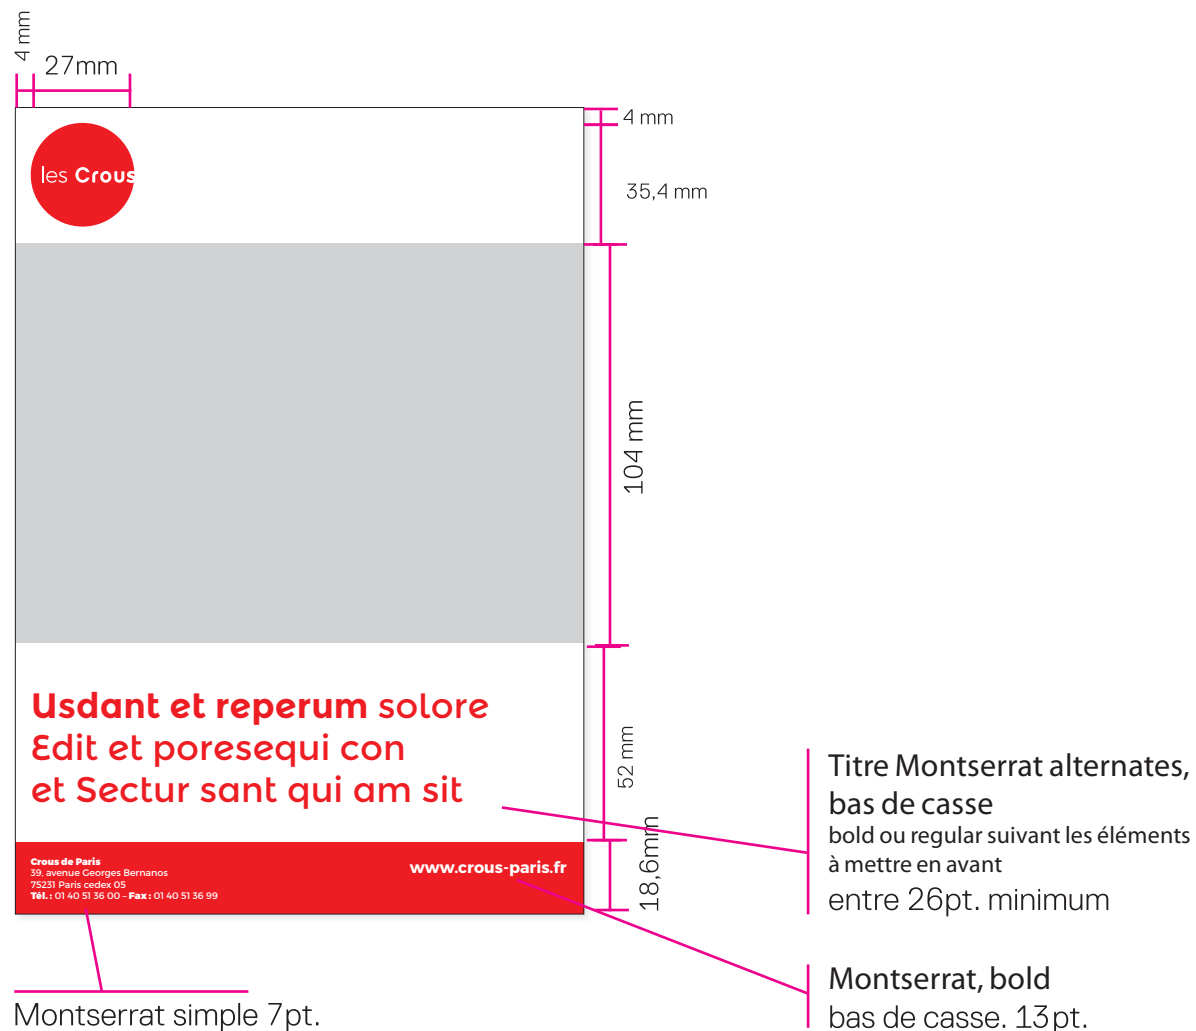 4 mm
27mm
4 mm
les Crous
35,4 mm
104 mm
Usdant et reperum solore
Edit et poresequi con
et Sectur sant qui am sit
52 mm
Titre Montserrat alternates,
bas de casse
bold ou regular suivant les éléments
à mettre en avant
entre 26pt. minimum
18,6mm
Crous de Paris
39, avenue Georges Bernanos
75231 Paris cedex 05
Tél. : 01 40 51 36 00 – Fax : 01 40 51 36 99
www.crous-paris.fr
Montserrat, bold
bas de casse. 13pt.
Montserrat simple 7pt.